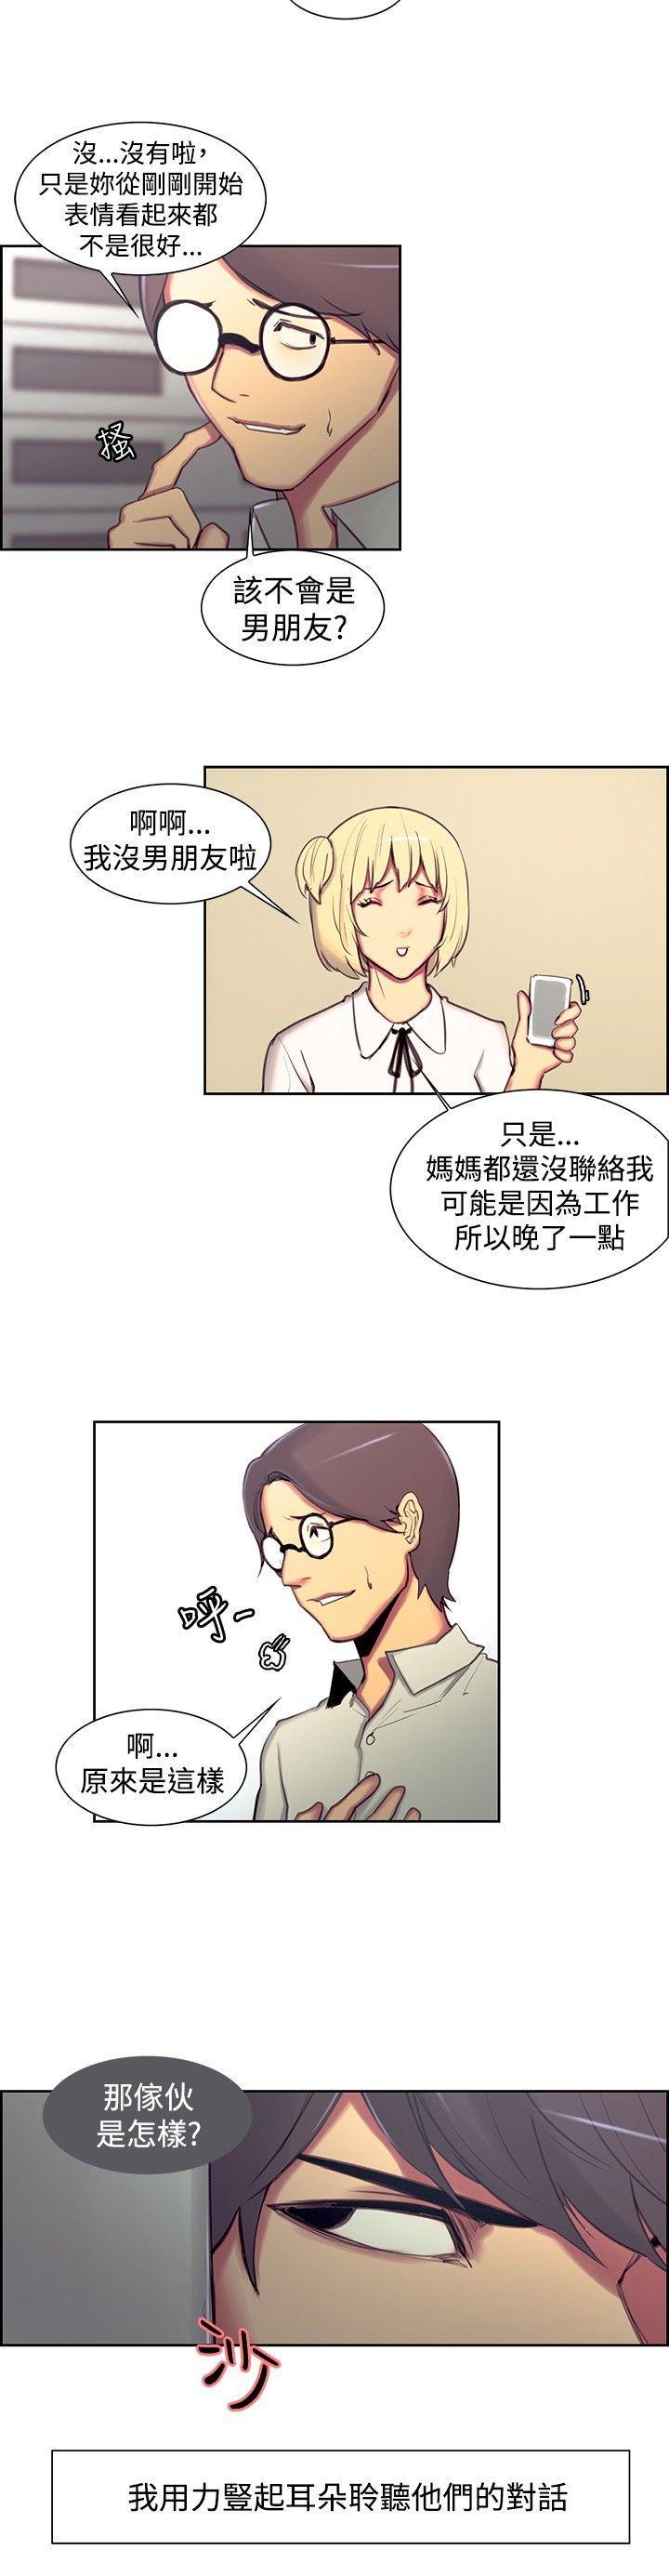 沒...沒有啦，
只是妳從剛剛開始
表情看起來都
不是很好...
搔
該不會是
男朋友?
啊啊...
我沒男朋友啦
只是...
媽媽都還沒聯絡我
可能是因為工作
所以晚了一點
呼~
啊...
原來是這樣
那傢伙
是怎樣?
沙
我用力豎起耳朵聆聽他們的對話